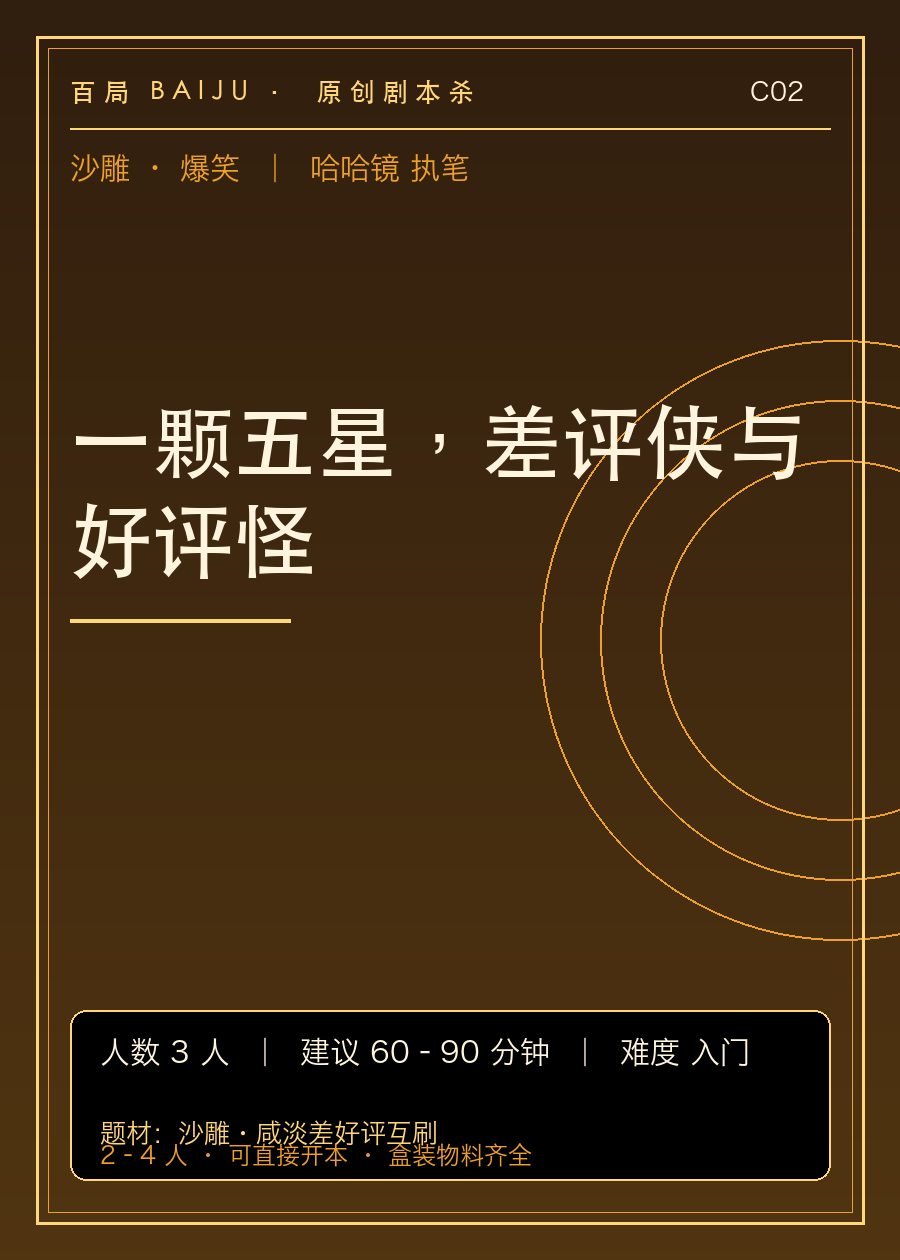 百局 BAIJU · 原创剧本杀
C02
沙雕 · 爆笑 ｜ 哈哈镜 执笔
一颗五星，差评侠与
好评怪
人数 3 人 ｜ 建议 60 - 90 分钟 ｜ 难度 入门
题材：沙雕 · 咸淡差好评互刷
2 - 4 人 · 可直接开本 · 盒装物料齐全